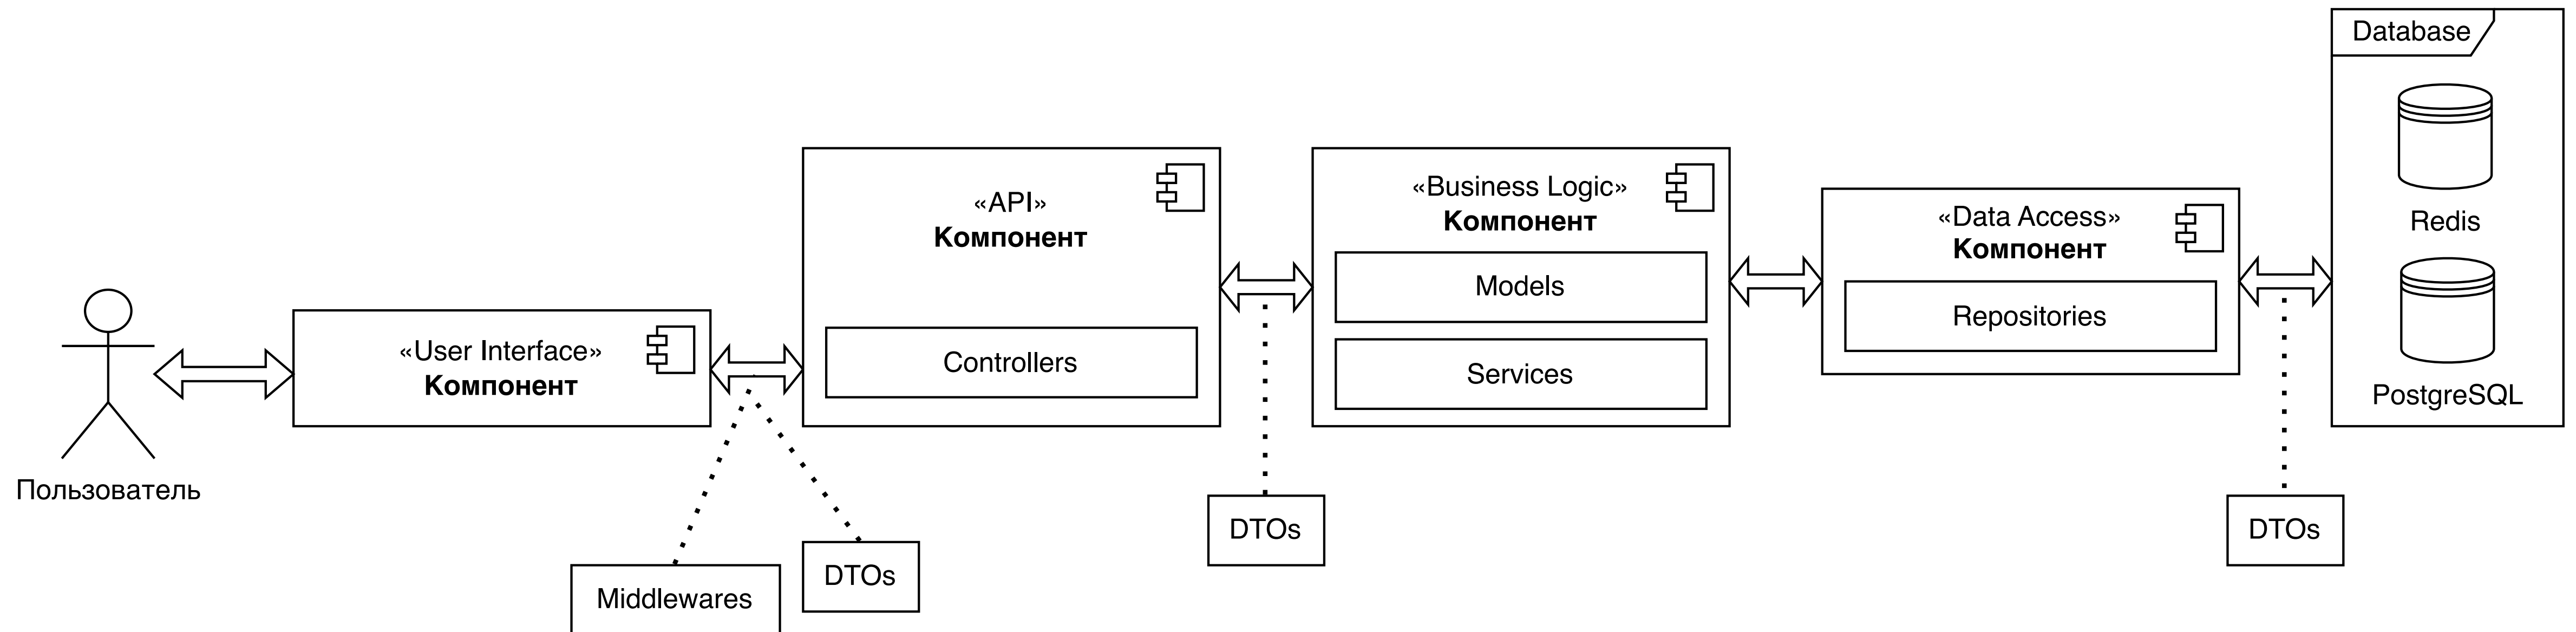 Пользователь
«User Interface»
Компонент
Middlewares
DTOs
«API»
Компонент
Controllers
DTOs
«Business Logic»
Компонент
Models
Services
«Data Access»
Компонент
Repositories
DTOs
Database
Redis
PostgreSQL